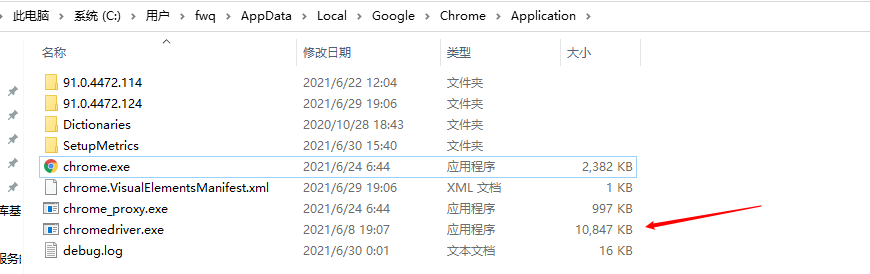 此电脑 > 系统 (C:) > 用户 > fwq > AppData > Local > Google > Chrome > Application >
名称 修改日期 类型 大小
91.0.4472.114 2021/6/22 12:04 文件夹
91.0.4472.124 2021/6/29 19:06 文件夹
Dictionaries 2020/10/28 18:43 文件夹
SetupMetrics 2021/6/30 15:40 文件夹
chrome.exe 2021/6/24 6:44 应用程序 2,382 KB
chrome.VisualElementsManifest.xml 2021/6/29 19:06 XML 文档 1 KB
库基 chrome_proxy.exe 2021/6/24 6:44 应用程序 997 KB
chromedriver.exe 2021/6/8 19:07 应用程序 10,847 KB
服务 debug.log 2021/6/30 0:01 文本文档 16 KB